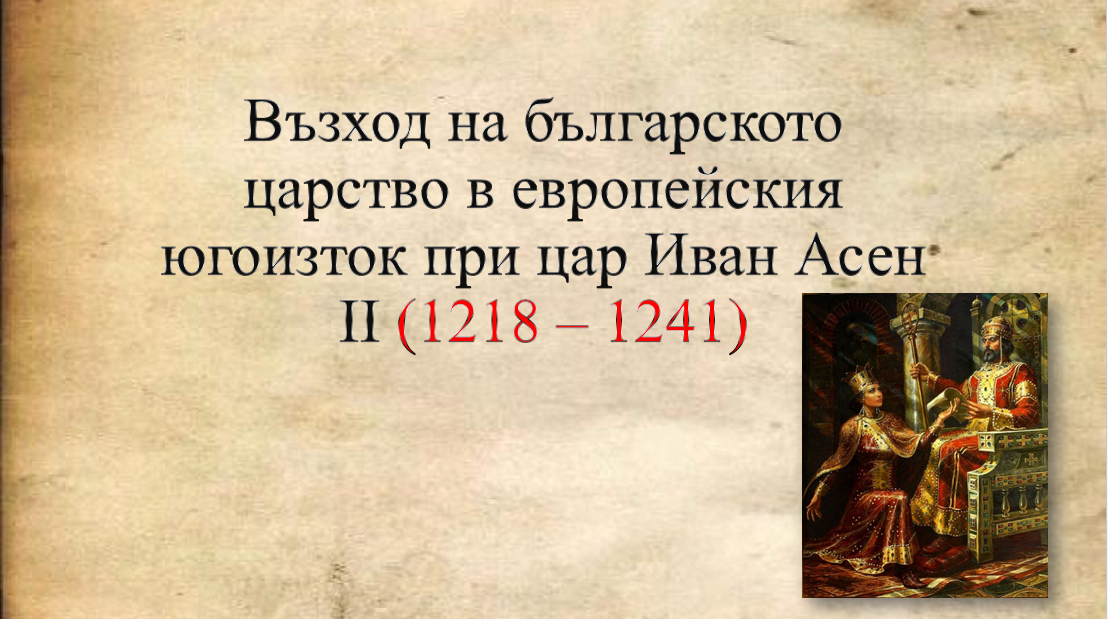 Възход на българското
царство в европейския
югоизток при цар Иван Асен
II (1218 – 1241)